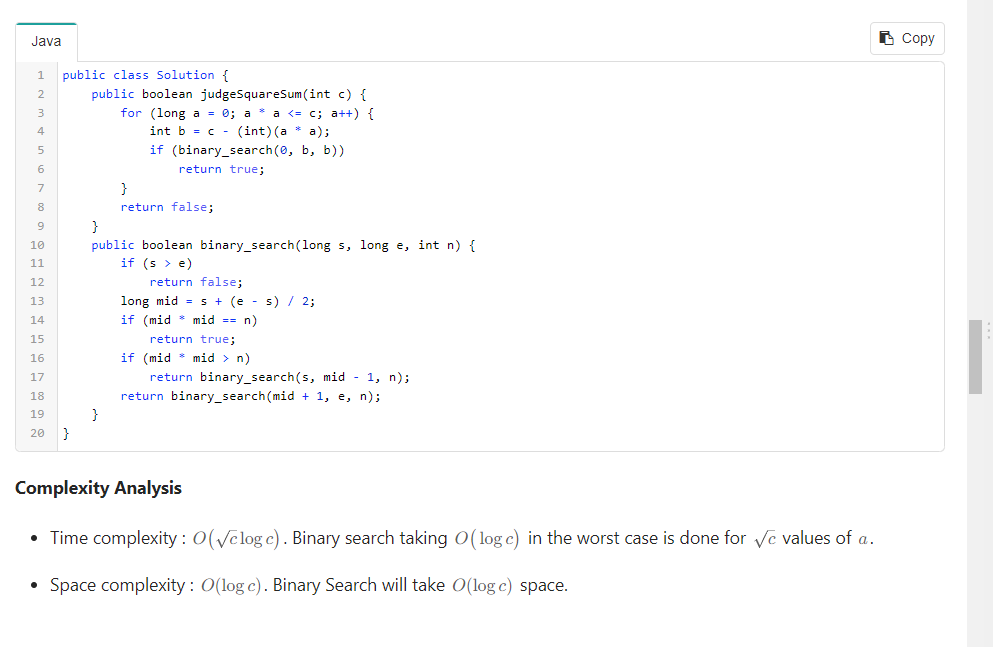 Java
Copy
1 public class Solution {
2     public boolean judgeSquareSum(int c) {
3         for (long a = 0; a * a <= c; a++) {
4             int b = c - (int)(a * a);
5             if (binary_search(0, b, b))
6                 return true;
7         }
8         return false;
9     }
10     public boolean binary_search(long s, long e, int n) {
11         if (s > e)
12             return false;
13         long mid = s + (e - s) / 2;
14         if (mid * mid == n)
15             return true;
16         if (mid * mid > n)
17             return binary_search(s, mid - 1, n);
18         return binary_search(mid + 1, e, n);
19     }
20 }
Complexity Analysis
• Time complexity : O(√c log c). Binary search taking O(log c) in the worst case is done for √c values of a.
• Space complexity : O(log c). Binary Search will take O(log c) space.